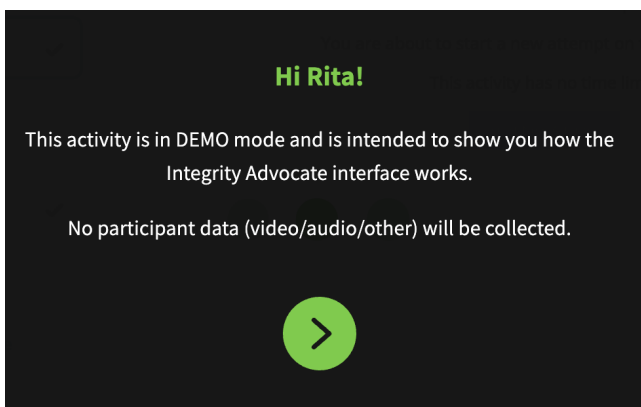 Hi Rita!
This activity is in DEMO mode and is intended to show you how the
Integrity Advocate interface works.
No participant data (video/audio/other) will be collected.